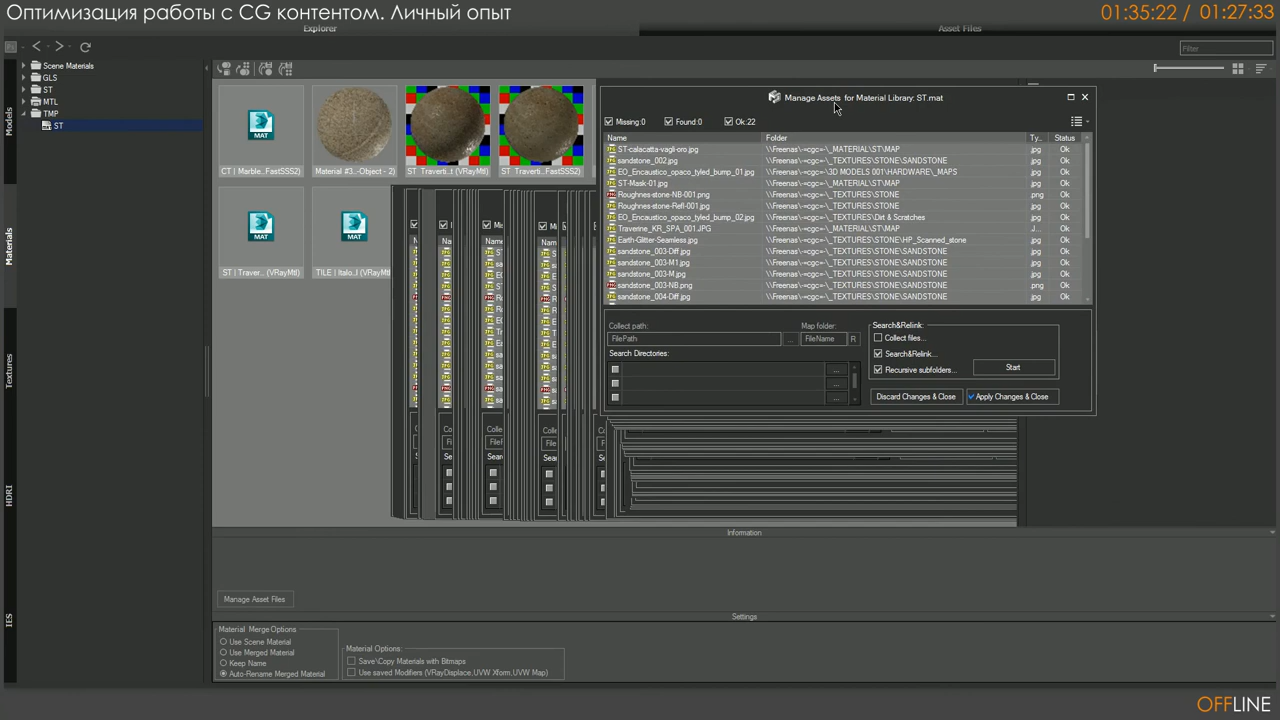 Оптимизация работы с CG контентом. Личный опыт
01:35:22 / 01:27:33
Explorer
Asset Files
Filter
Models
Materials
Textures
HDRI
IES
Scene Materials
GLS
ST
MTL
TMP
ST
MAT
CT | Marble...FastSSS2)
Material #3...-Object - 2)
ST_Traverti...t (VRayMtl)
ST_Traverti...FastSSS2)
ST | Traver... (VRayMtl)
TILE | Italo...(VRayMtl
Manage Assets for Material Library: ST.mat
Missing:0
Found:0
Ok:22
Name Folder Ty.. Status
ST-calacatta-vagli-oro.jpg \\Freenas\-=cgc=-\_MATERIAL\ST\MAP jpg Ok
sandstone_002.jpg \\Freenas\-=cgc=-\_TEXTURES\STONE\SANDSTONE jpg Ok
EO_Encaustico_opaco_tyled_bump_01.jpg \\Freenas\-=cgc=-\3D MODELS 001\HARDWARE\_MAPS jpg Ok
ST-Mask-01.jpg \\Freenas\-=cgc=-\_MATERIAL\ST\MAP jpg Ok
Roughnes-stone-NB-001.png \\Freenas\-=cgc=-\_TEXTURES\STONE png Ok
Roughnes-stone-Refl-001.jpg \\Freenas\-=cgc=-\_TEXTURES\STONE jpg Ok
EO_Encaustico_opaco_tyled_bump_02.jpg \\Freenas\-=cgc=-\_TEXTURES\Dirt & Scratches jpg Ok
Travertine_KR_SPA_001.JPG \\Freenas\-=cgc=-\_MATERIAL\ST\MAP J... Ok
Earth-Glitter-Seamless.jpg \\Freenas\-=cgc=-\_TEXTURES\STONE\HP_Scanned_stone jpg Ok
sandstone_003-Diff.jpg \\Freenas\-=cgc=-\_TEXTURES\STONE\SANDSTONE jpg Ok
sandstone_003-M1.jpg \\Freenas\-=cgc=-\_TEXTURES\STONE\SANDSTONE jpg Ok
sandstone_003-M.jpg \\Freenas\-=cgc=-\_TEXTURES\STONE\SANDSTONE jpg Ok
sandstone_003-NB.png \\Freenas\-=cgc=-\_TEXTURES\STONE\SANDSTONE png Ok
sandstone_004-Diff.jpg \\Freenas\-=cgc=-\_TEXTURES\STONE\SANDSTONE jpg Ok
Collect path:
Map folder:
FilePath
...
FileName
R
Search Directories:
Search&Relink:
Collect files...
Search&Relink...
Recursive subfolders...
Start
Discard Changes & Close
Apply Changes & Close
Information
Manage Asset Files
Settings
Material Merge Options
Use Scene Material
Use Merged Material
Keep Name
Auto-Rename Merged Material
Material Options:
Save\Copy Materials with Bitmaps
Use saved Modifiers (VRayDisplace,UVW Xform,UVW Map)
OFFLINE